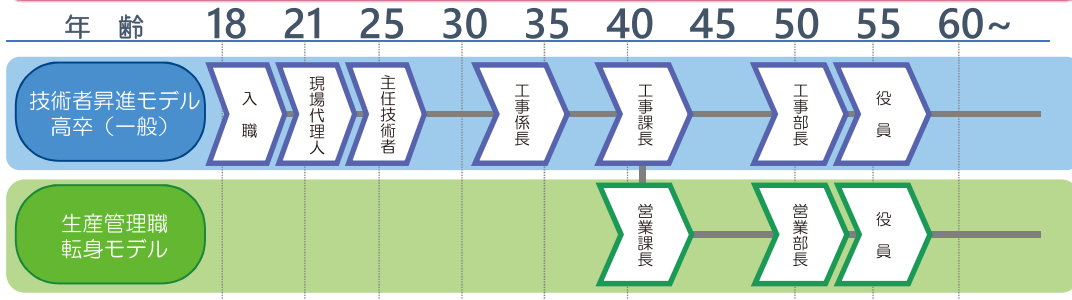 年 齢 18 21 25 30 35 40 45 50 55 60~
技術者昇進モデル
高卒（一般）
入職
現場代理人
主任技術者
工事係長
工事課長
工事部長
役員
生産管理職
転身モデル
営業課長
営業部長
役員